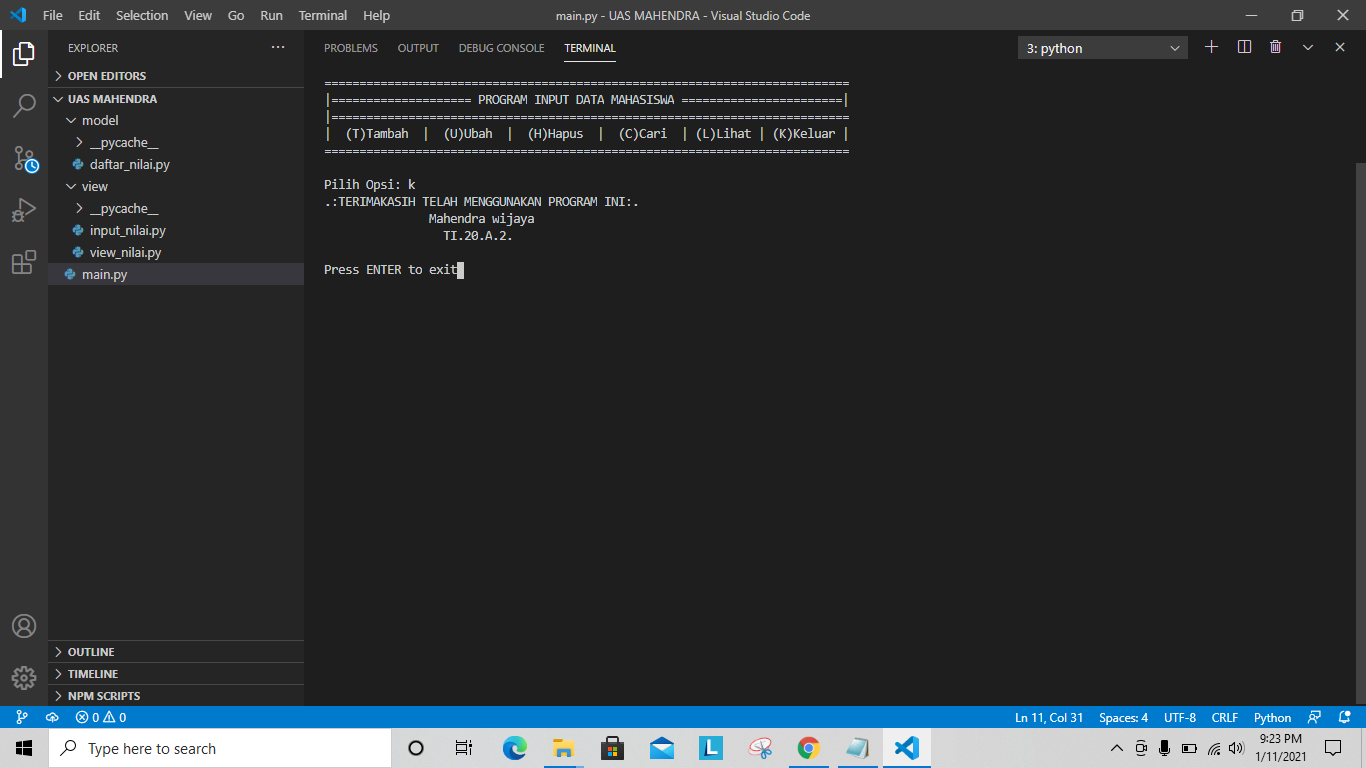 File Edit Selection View Go Run Terminal Help
main.py - UAS MAHENDRA - Visual Studio Code
EXPLORER
OPEN EDITORS
UAS MAHENDRA
model
__pycache__
daftar_nilai.py
view
__pycache__
input_nilai.py
view_nilai.py
main.py
OUTLINE
TIMELINE
NPM SCRIPTS
PROBLEMS OUTPUT DEBUG CONSOLE TERMINAL
3: python
===========================================================================
|==================== PROGRAM INPUT DATA MAHASISWA =======================|
|==========================================================================
|  (T)Tambah  |  (U)Ubah  |  (H)Hapus  |  (C)Cari  | (L)Lihat | (K)Keluar |
===========================================================================
Pilih Opsi: k
.:TERIMAKASIH TELAH MENGGUNAKAN PROGRAM INI:.
Mahendra wijaya
TI.20.A.2.
Press ENTER to exit
0 0
Ln 11, Col 31 Spaces: 4 UTF-8 CRLF Python
Type here to search
L
9:23 PM
1/11/2021